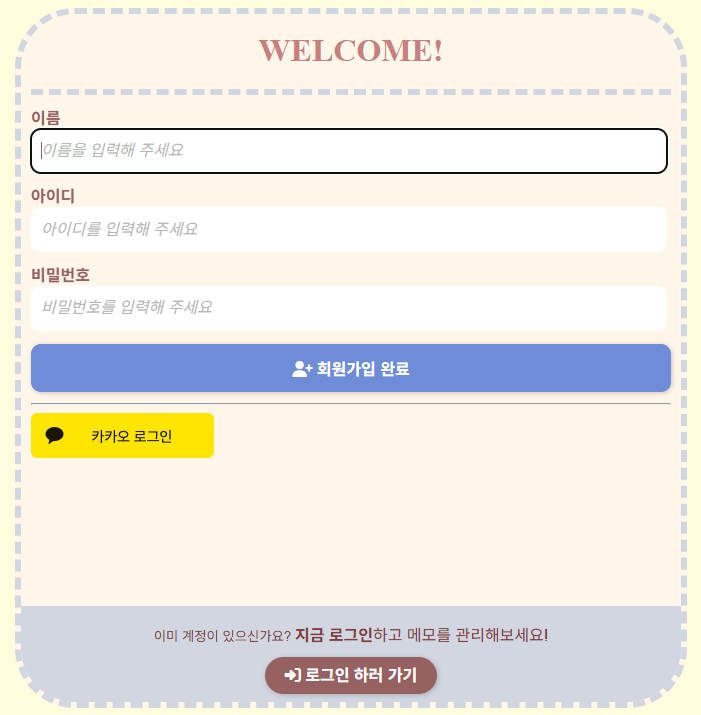 WELCOME!
이름
이름을 입력해 주세요
아이디
아이디를 입력해 주세요
비밀번호
비밀번호를 입력해 주세요
회원가입 완료
카카오 로그인
이미 계정이 있으신가요? 지금 로그인하고 메모를 관리해보세요!
로그인 하러 가기